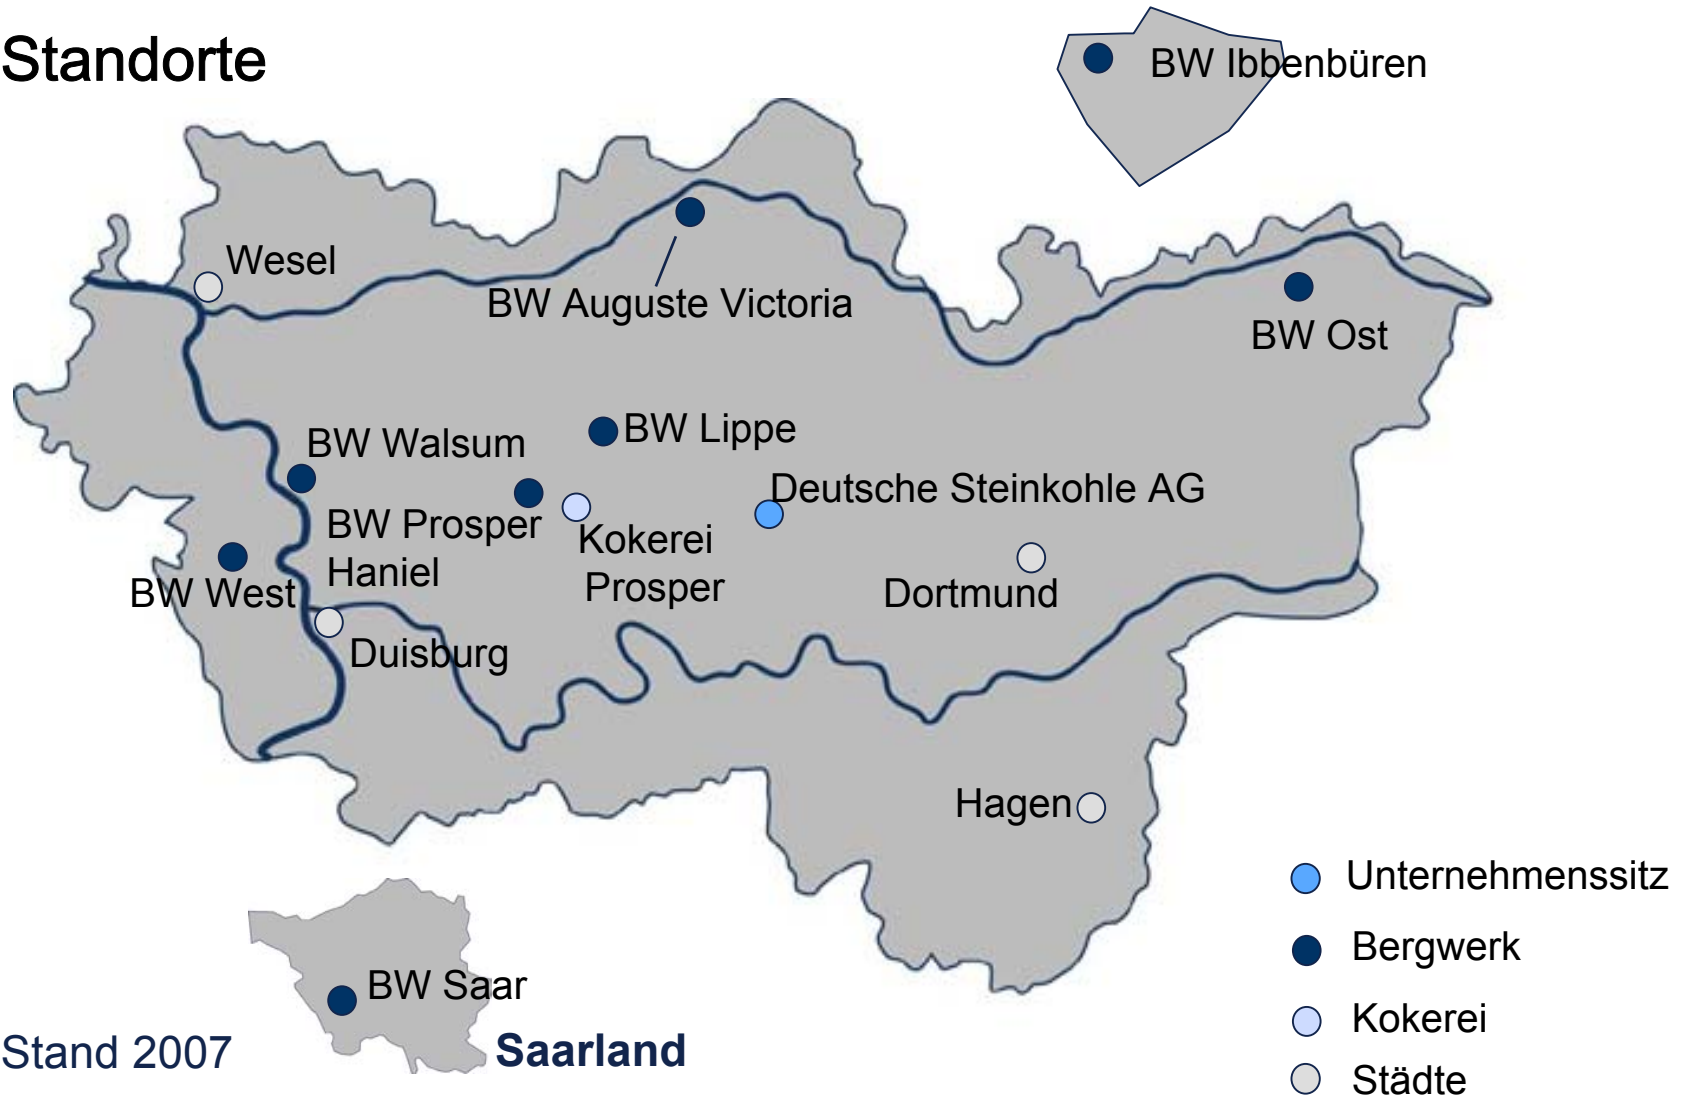 Standorte
BW Ibbenbüren
Wesel
BW Auguste Victoria
BW Ost
BW Lippe
BW Walsum
Deutsche Steinkohle AG
BW Prosper
Haniel
Kokerei
Prosper
BW West
Dortmund
Duisburg
Hagen
Unternehmenssitz
Bergwerk
Kokerei
Städte
BW Saar
Saarland
Stand 2007